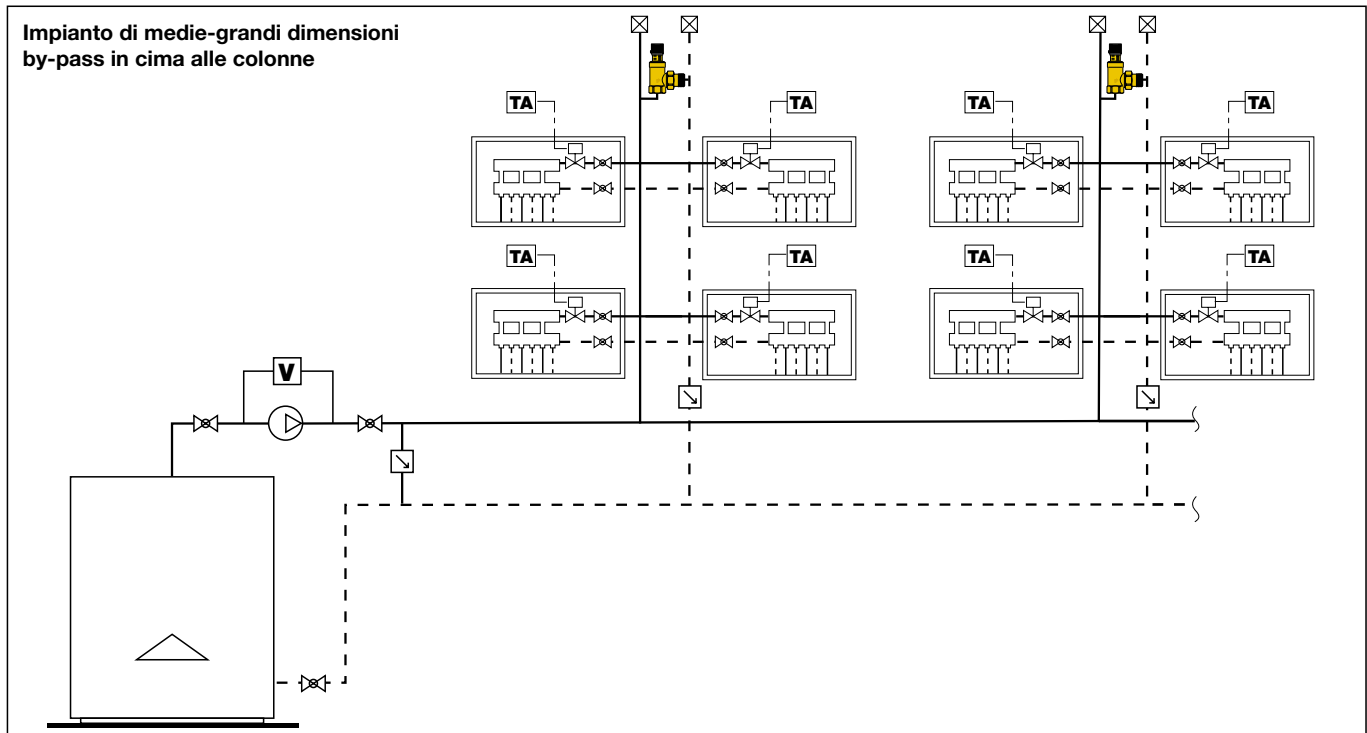 Impianto di medie-grandi dimensioni
by-pass in cima alle colonne
TA TA TA TA
TA TA TA TA
V